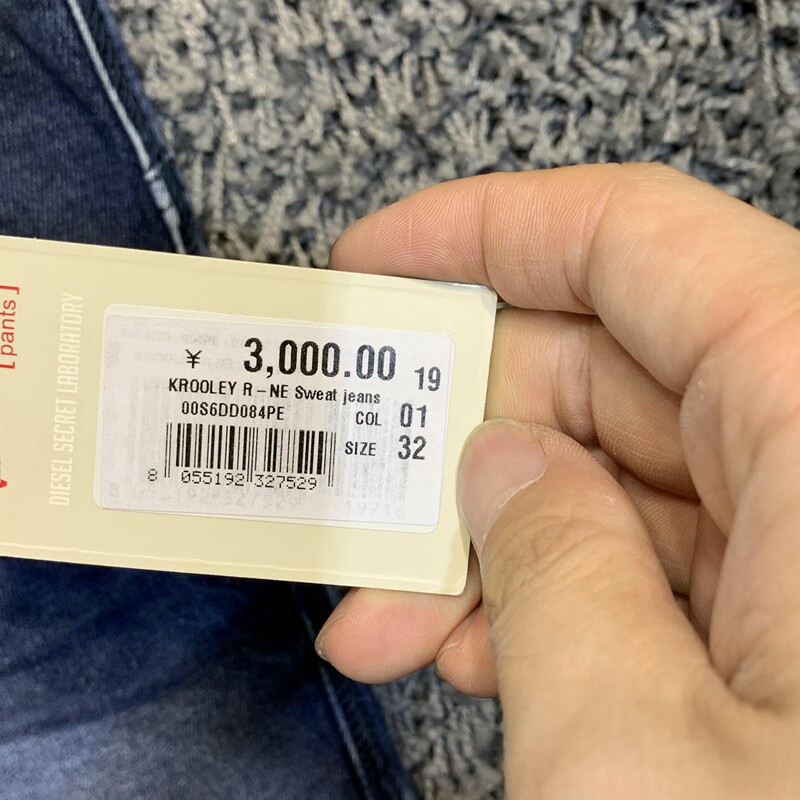 [pants]
DIESEL SECRET LABORATORY
¥ 3,000.00 19
KROOLEY R-NE Sweat jeans
00S6DD084PE COL 01
SIZE 32
8 055192 327529